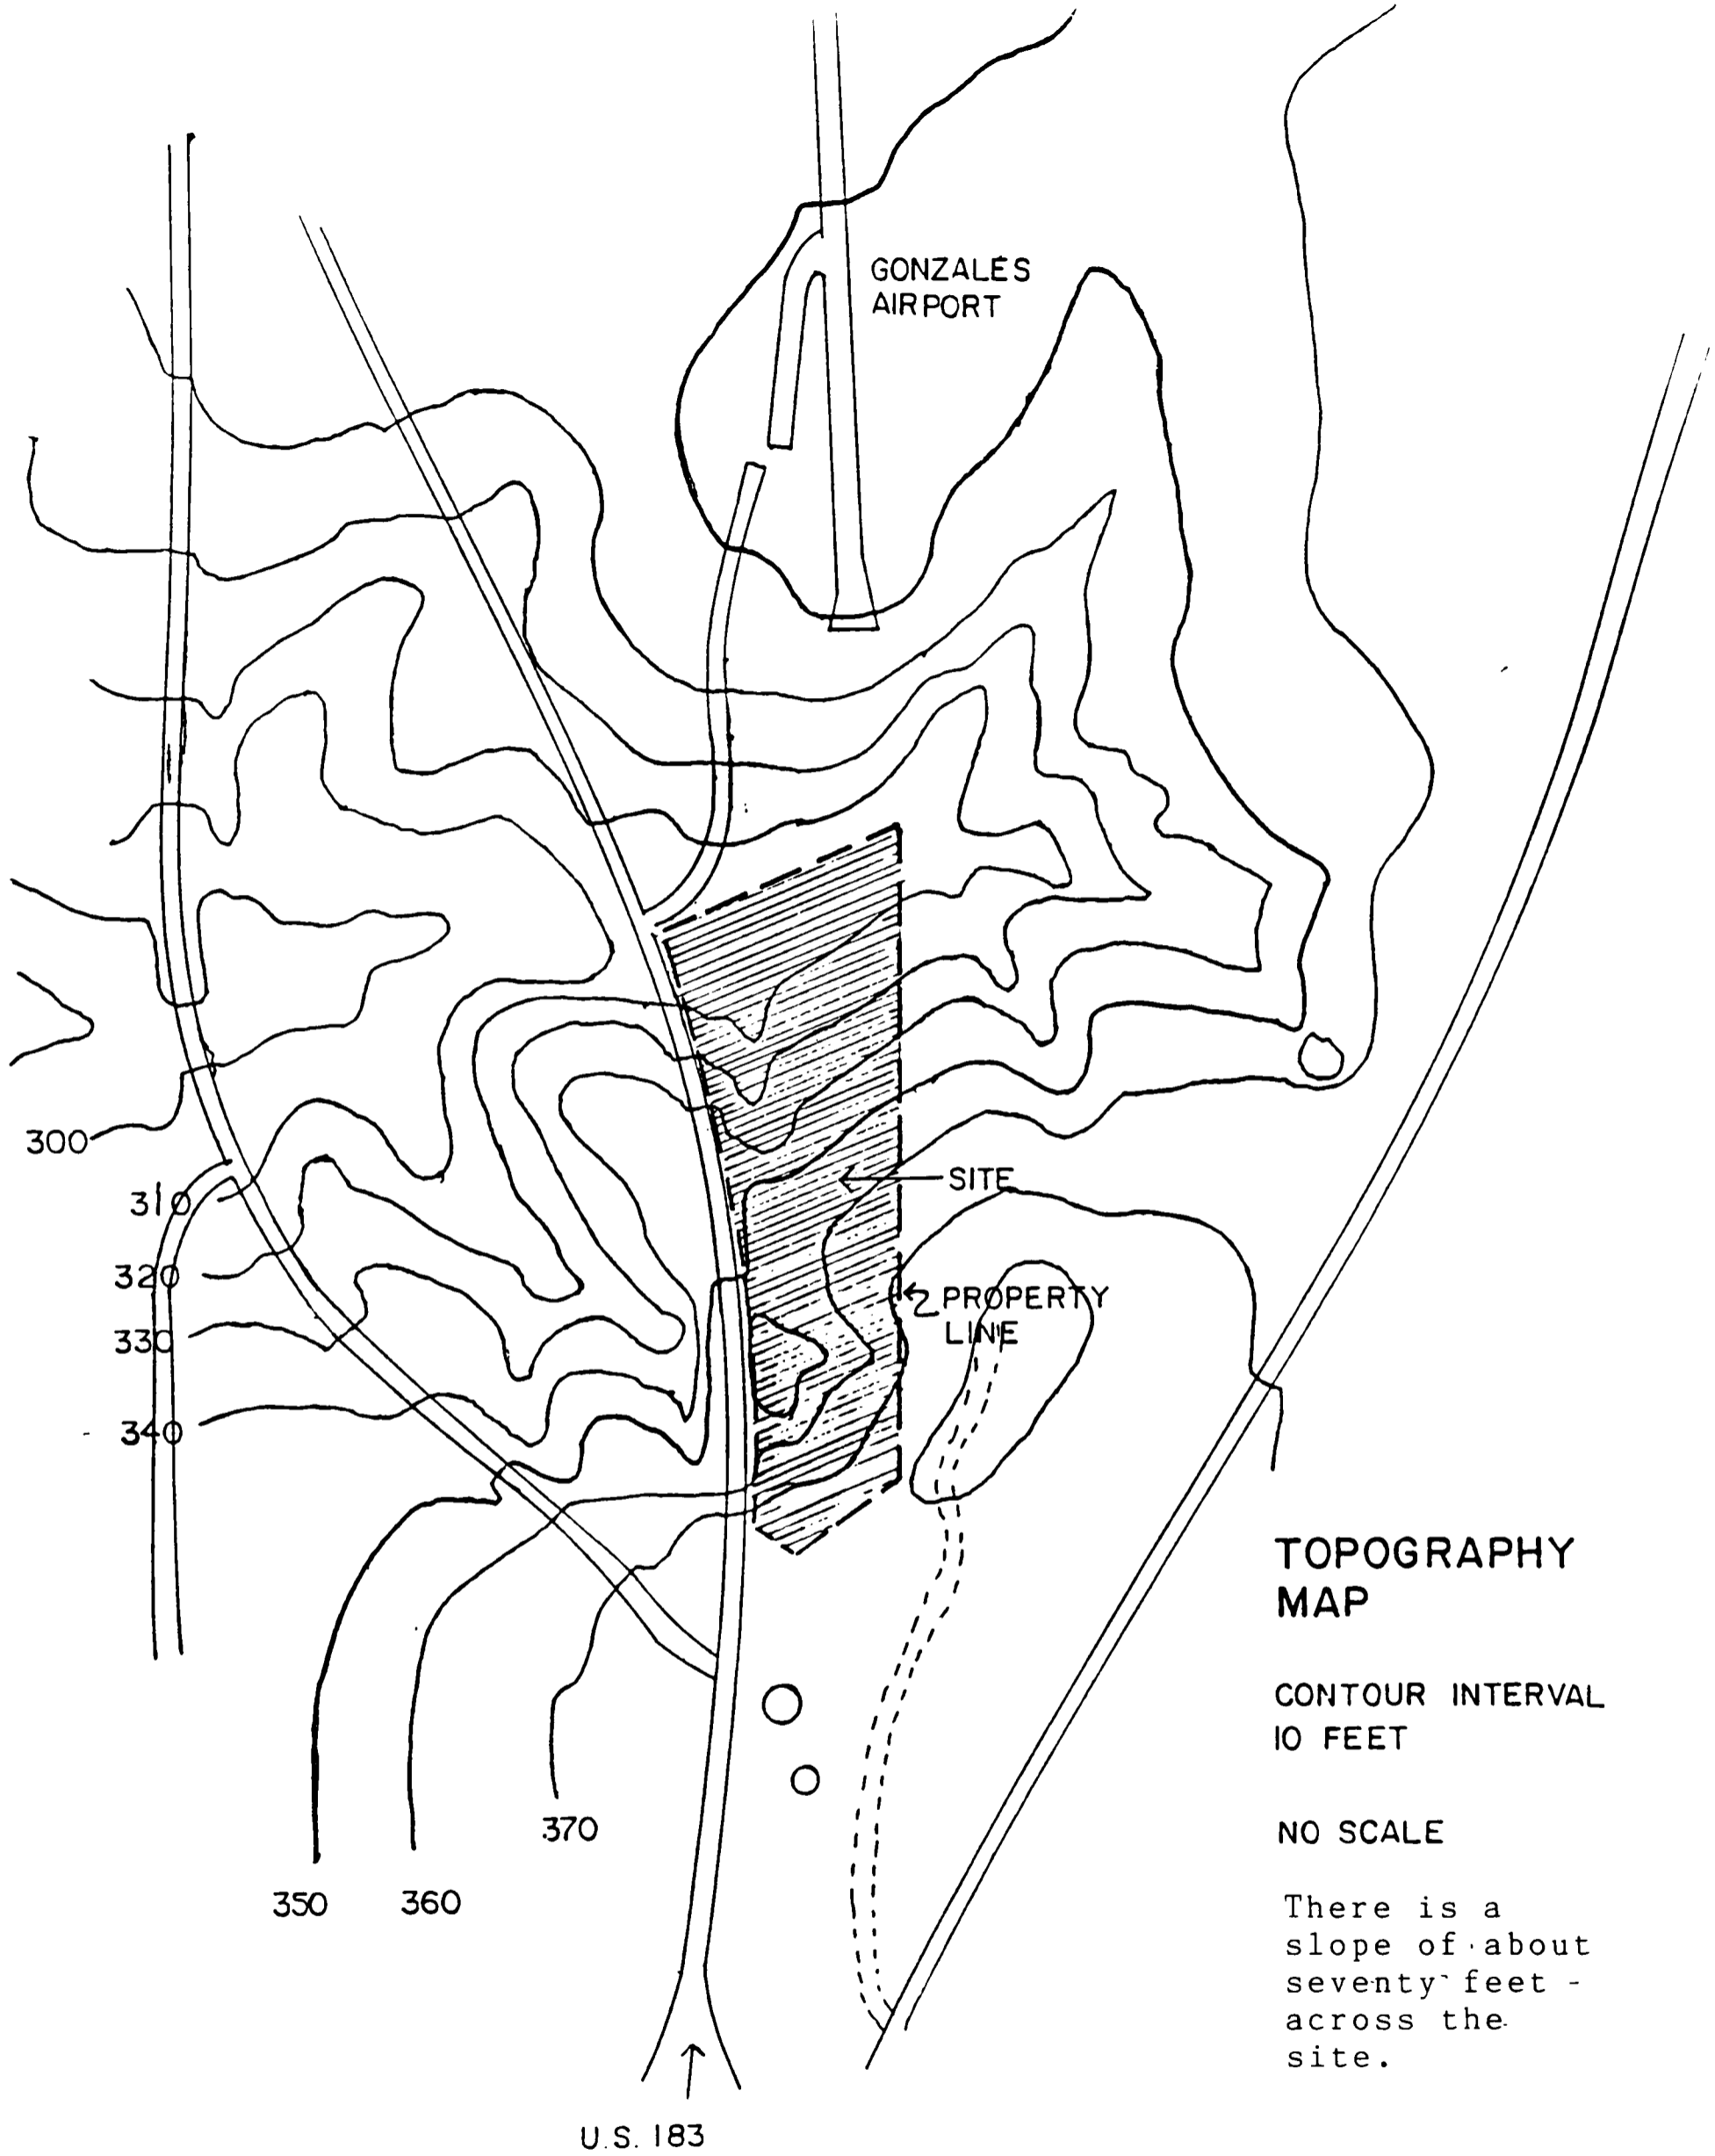 GONZALES
AIRPORT
300
310
320
330
340
SITE
PROPERTY
LINE
350
360
370
TOPOGRAPHY
MAP
CONTOUR INTERVAL
10 FEET
NO SCALE
There is a
slope of about
seventy feet -
across the
site.
U.S. 183